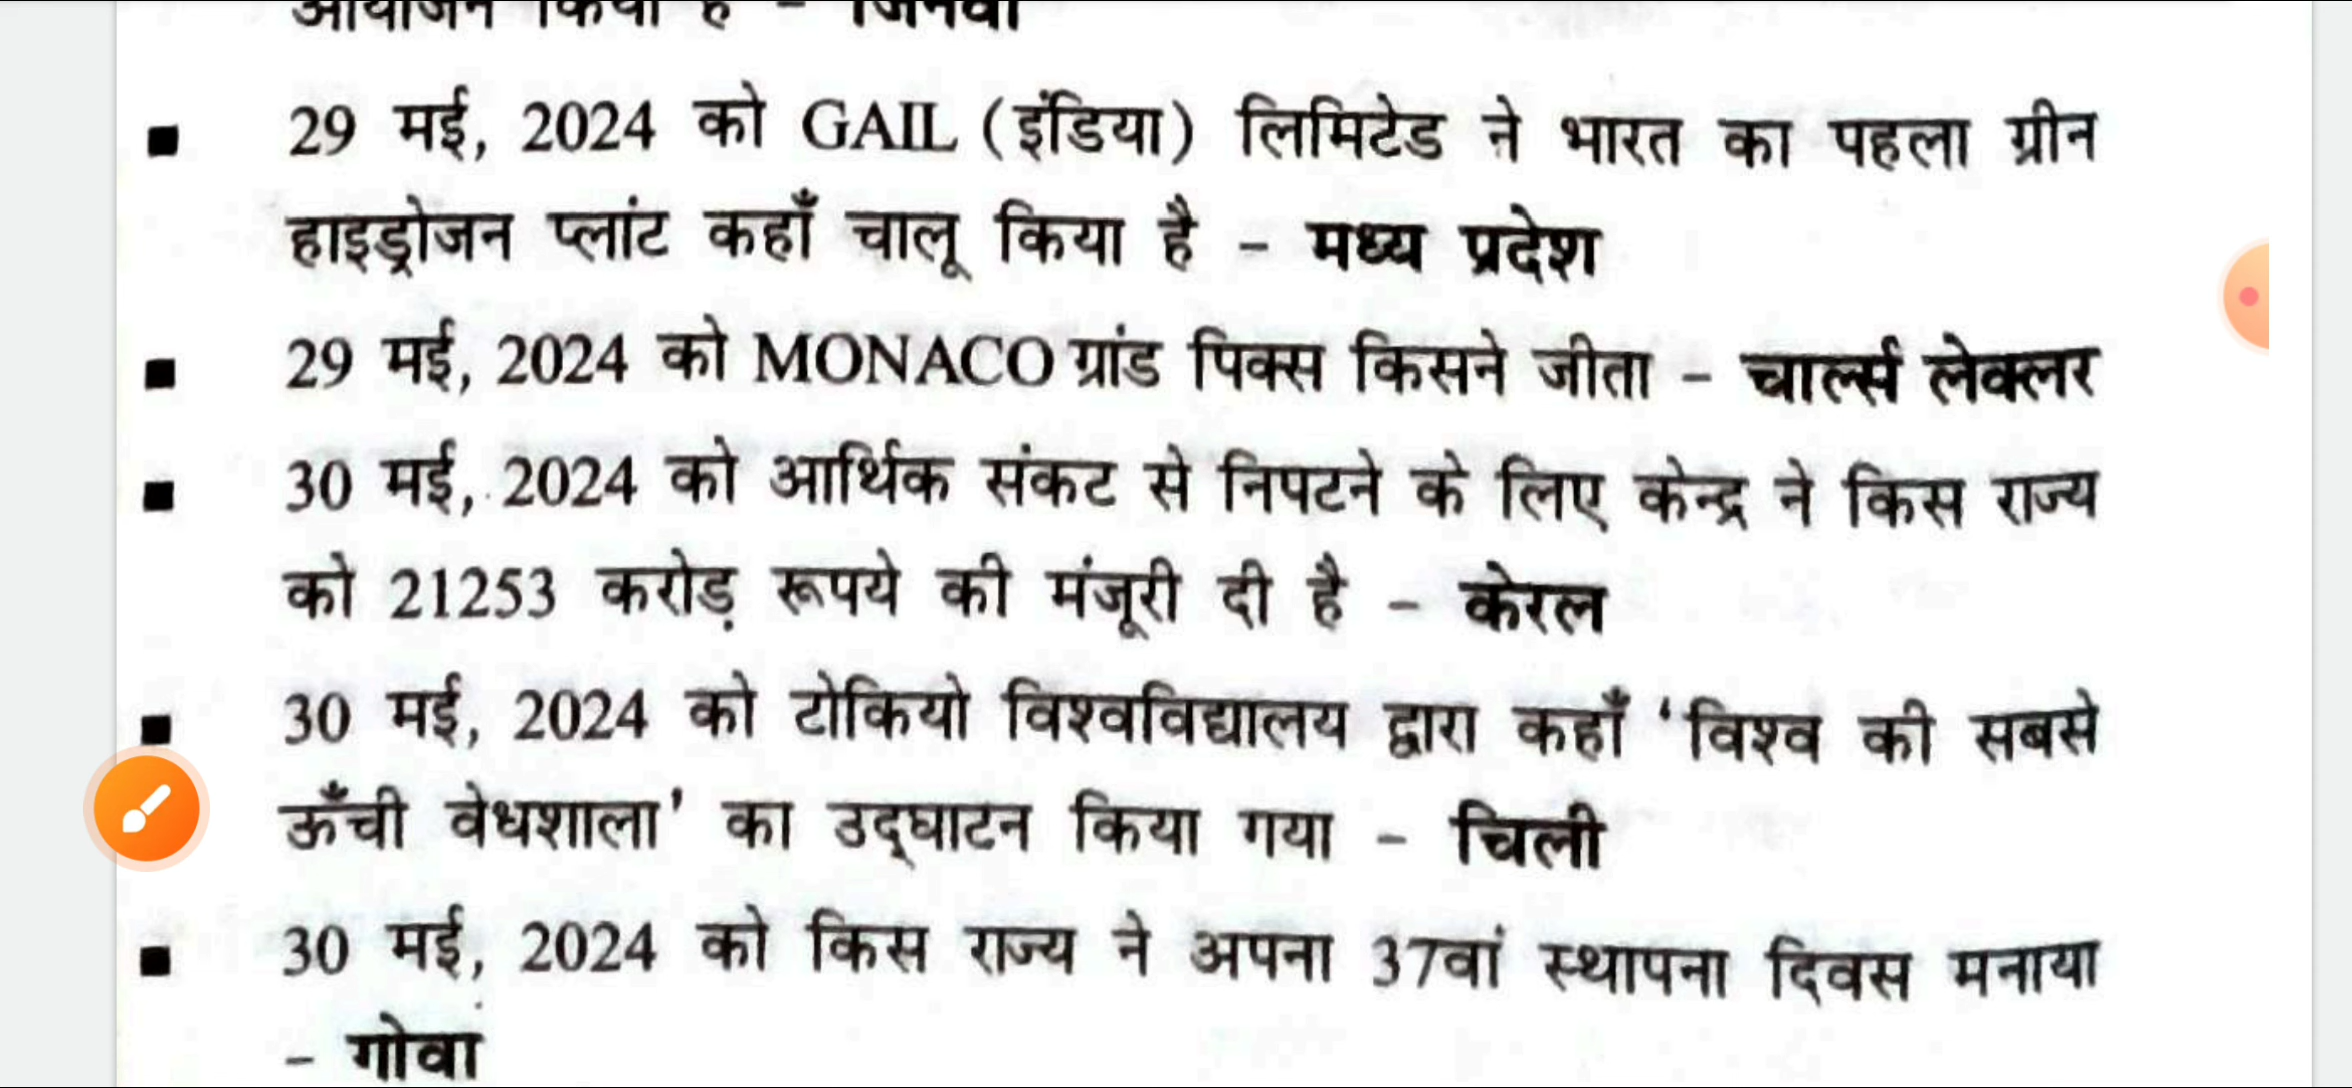 आयोजन किया है - जिनेवा
■ 29 मई, 2024 को GAIL (इंडिया) लिमिटेड ने भारत का पहला ग्रीन
हाइड्रोजन प्लांट कहाँ चालू किया है - मध्य प्रदेश
■ 29 मई, 2024 को MONACO ग्रांड पिक्स किसने जीता - चार्ल्स लेक्लर
■ 30 मई, 2024 को आर्थिक संकट से निपटने के लिए केन्द्र ने किस राज्य
को 21253 करोड़ रूपये की मंजूरी दी है - केरल
■ 30 मई, 2024 को टोकियो विश्वविद्यालय द्वारा कहाँ ‘विश्व की सबसे
ऊँची वेधशाला’ का उद्‌घाटन किया गया - चिली
■ 30 मई, 2024 को किस राज्य ने अपना 37वां स्थापना दिवस मनाया
- गोवा